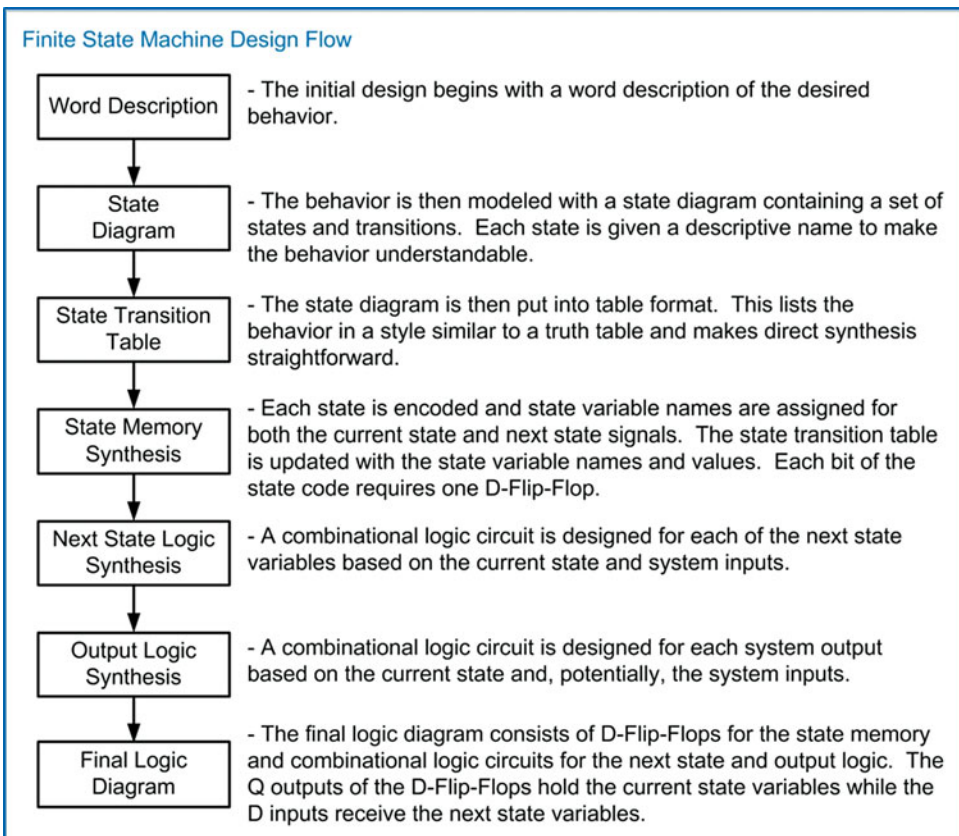 Finite State Machine Design Flow
Word Description
- The initial design begins with a word description of the desired
behavior.
State
Diagram
- The behavior is then modeled with a state diagram containing a set of
states and transitions. Each state is given a descriptive name to make
the behavior understandable.
State Transition
Table
- The state diagram is then put into table format. This lists the
behavior in a style similar to a truth table and makes direct synthesis
straightforward.
State Memory
Synthesis
- Each state is encoded and state variable names are assigned for
both the current state and next state signals. The state transition table
is updated with the state variable names and values. Each bit of the
state code requires one D-Flip-Flop.
Next State Logic
Synthesis
- A combinational logic circuit is designed for each of the next state
variables based on the current state and system inputs.
Output Logic
Synthesis
- A combinational logic circuit is designed for each system output
based on the current state and, potentially, the system inputs.
Final Logic
Diagram
- The final logic diagram consists of D-Flip-Flops for the state memory
and combinational logic circuits for the next state and output logic. The
Q outputs of the D-Flip-Flops hold the current state variables while the
D inputs receive the next state variables.